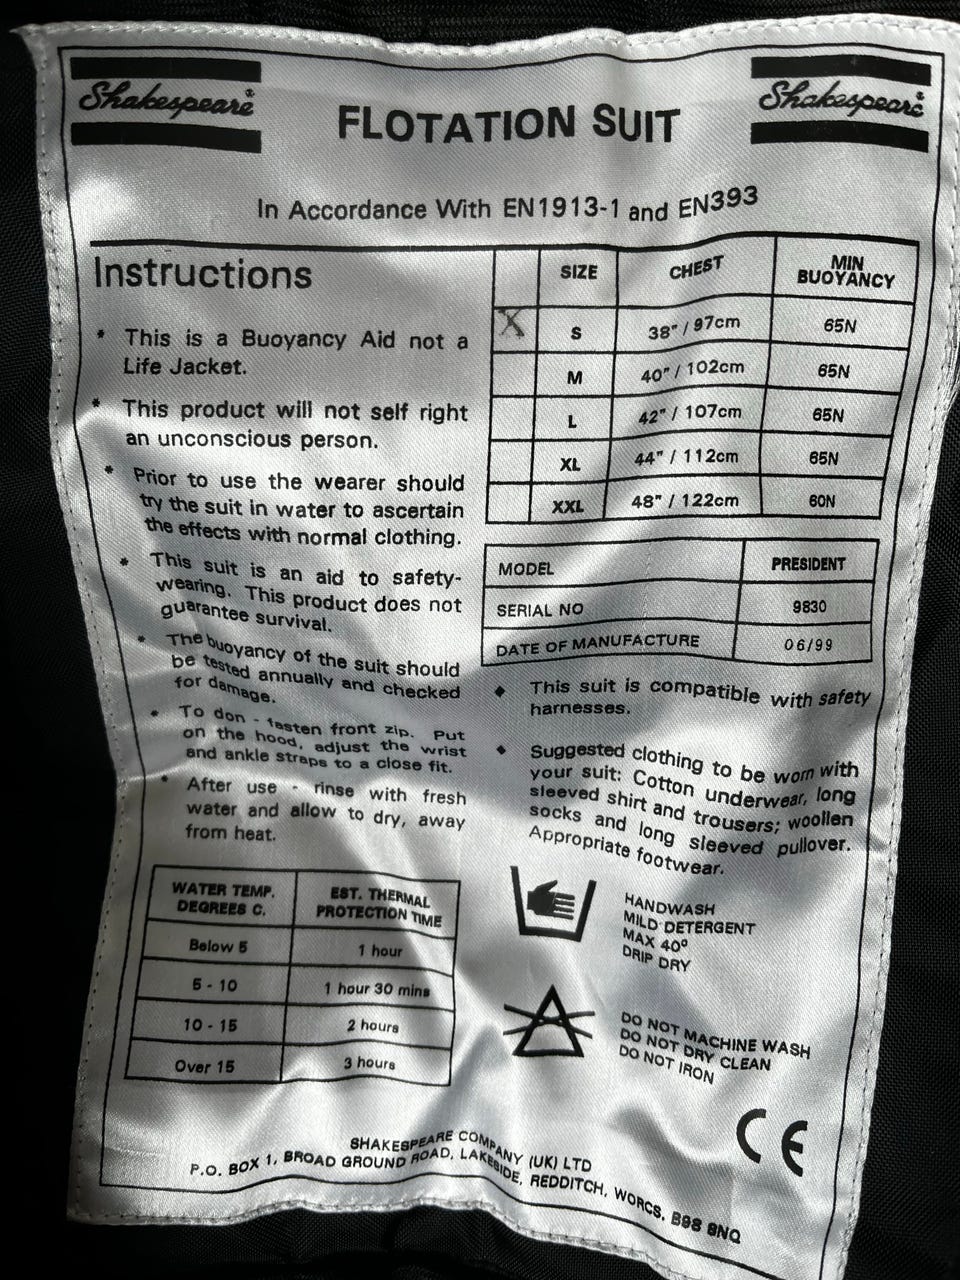 Shakespeare
Shakespeare
FLOTATION SUIT
In Accordance With EN1913-1 and EN393
Instructions
* This is a Buoyancy Aid not a
Life Jacket.
* This product will not self right
an unconscious person.
* Prior to use the wearer should
try the suit in water to ascertain
the effects with normal clothing.
* This suit is an aid to safety-
wearing. This product does not
guarantee survival.
* The buoyancy of the suit should
be tested annually and checked
for damage.
* To don - fasten front zip. Put
on the hood, adjust the wrist
and ankle straps to a close fit.
* After use - rinse with fresh
water and allow to dry, away
from heat.
WATER TEMP. DEGREES C. EST. THERMAL PROTECTION TIME
Below 5 1 hour
5 - 10 1 hour 30 mins
10 - 15 2 hours
Over 15 3 hours
SIZE CHEST MIN BUOYANCY
X S 38" / 97cm 65N
M 40" / 102cm 65N
L 42" / 107cm 65N
XL 44" / 112cm 65N
XXL 48" / 122cm 60N
MODEL PRESIDENT
SERIAL NO 9830
DATE OF MANUFACTURE 06/99
♦ This suit is compatible with safety
harnesses.
♦ Suggested clothing to be worn with
your suit: Cotton underwear, long
sleeved shirt and trousers; woollen
socks and long sleeved pullover.
Appropriate footwear.
HANDWASH
MILD DETERGENT
MAX 40°
DRIP DRY
DO NOT MACHINE WASH
DO NOT DRY CLEAN
DO NOT IRON
CE
SHAKESPEARE COMPANY (UK) LTD
P.O. BOX 1, BROAD GROUND ROAD, LAKESIDE, REDDITCH, WORCS. B98 8NQ